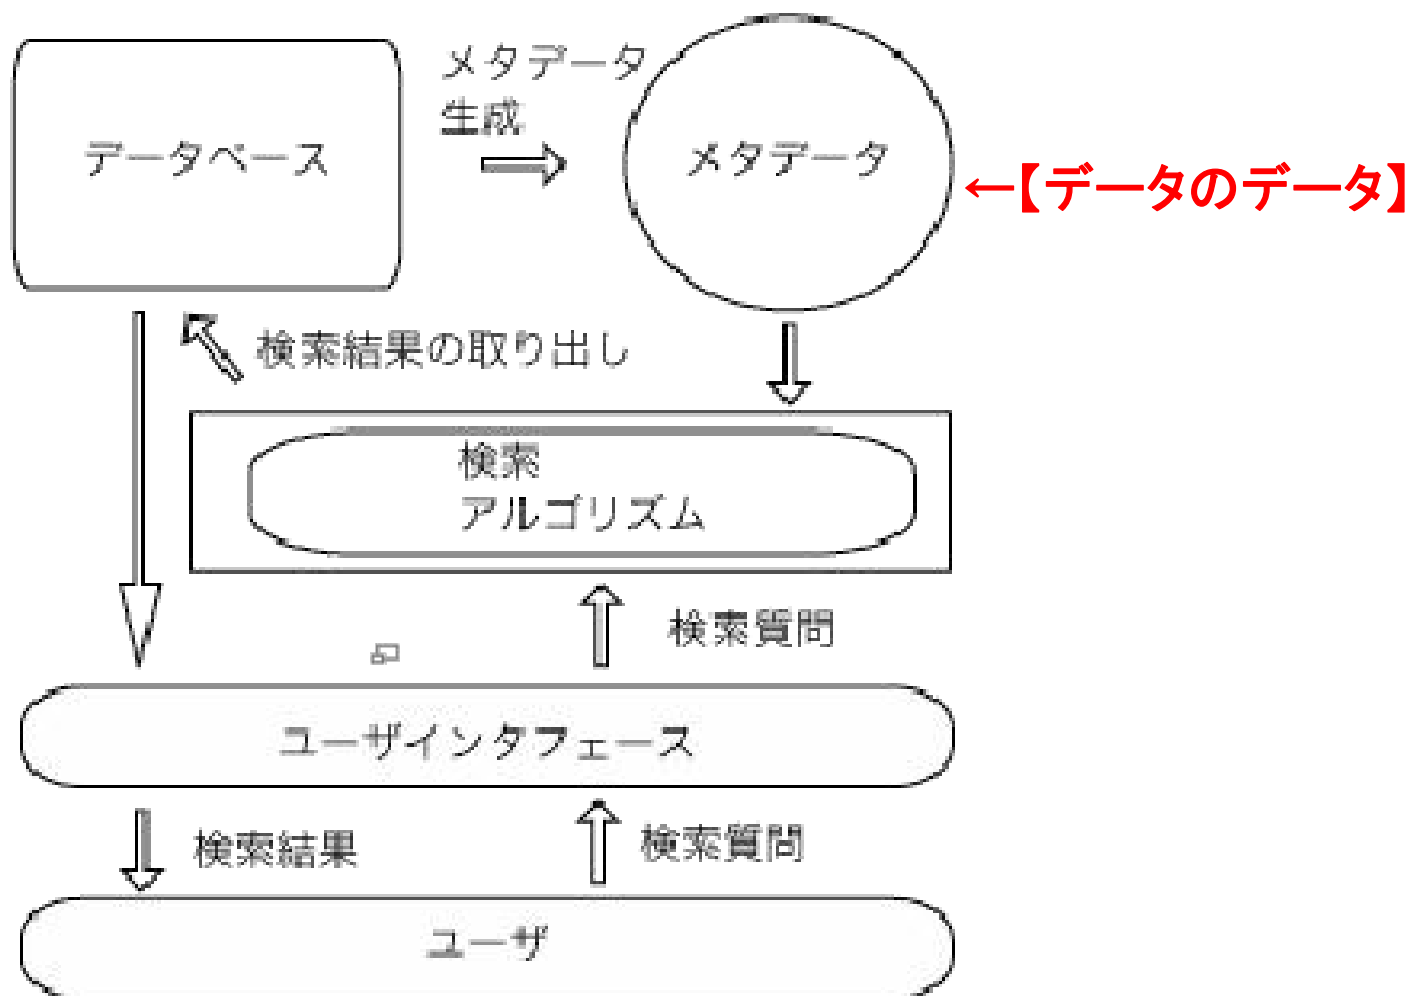 メタデータ
生成
データベース
メタデータ
←【データのデータ】
検索結果の取り出し
検索
アルゴリズム
検索質問
ユーザインタフェース
検索結果
検索質問
ユーザ